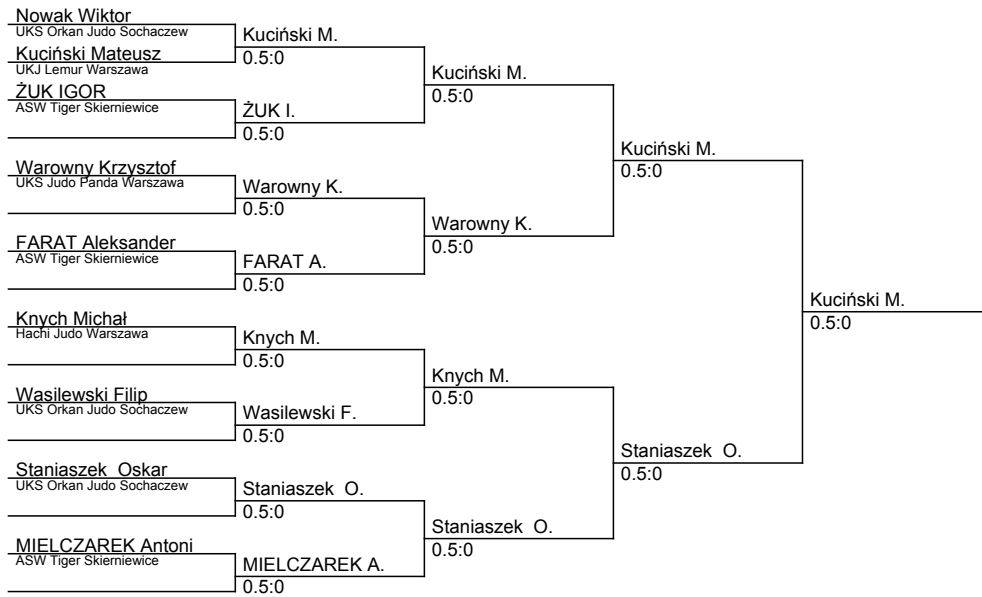 Nowak Wiktor
UKS Orkan Judo Sochaczew
Kuciński Mateusz
UKJ Lemur Warszawa
ŻUK IGOR
ASW Tiger Skierniewice
Warowny Krzysztof
UKS Judo Panda Warszawa
FARAT Aleksander
ASW Tiger Skierniewice
Knych Michał
Hachi Judo Warszawa
Wasilewski Filip
UKS Orkan Judo Sochaczew
Staniaszek  Oskar
UKS Orkan Judo Sochaczew
MIELCZAREK Antoni
ASW Tiger Skierniewice
Kuciński M.
0.5:0
ŻUK I.
0.5:0
Warowny K.
0.5:0
FARAT A.
0.5:0
Knych M.
0.5:0
Wasilewski F.
0.5:0
Staniaszek  O.
0.5:0
MIELCZAREK A.
0.5:0
Kuciński M.
0.5:0
Warowny K.
0.5:0
Knych M.
0.5:0
Staniaszek  O.
0.5:0
Kuciński M.
0.5:0
Staniaszek  O.
0.5:0
Kuciński M.
0.5:0